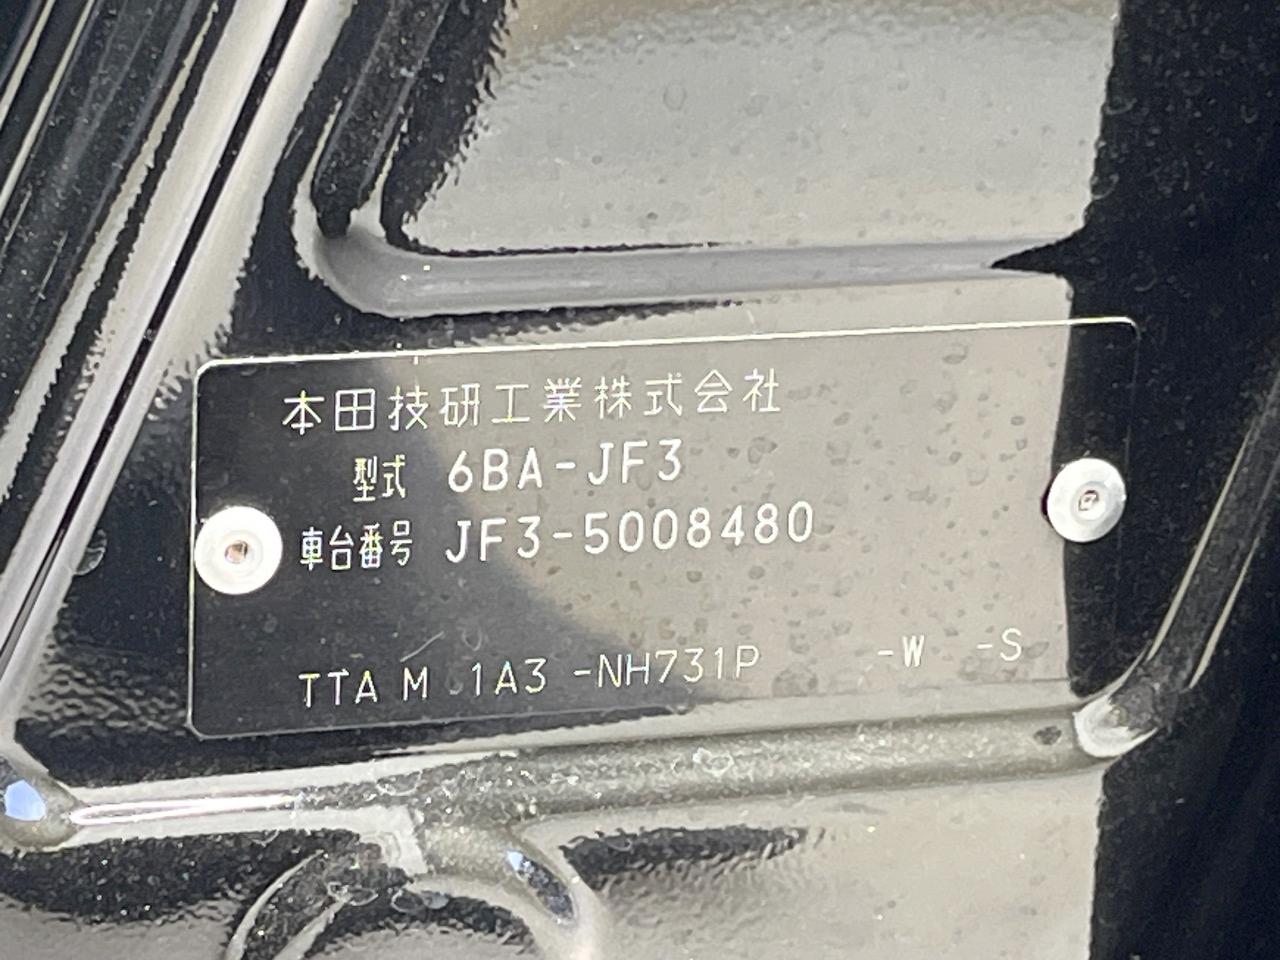 本田技研工業株式会社
型式 6BA-JF3
車台番号 JF3-5008480
TTA M 1A3 -NH731P -W -S